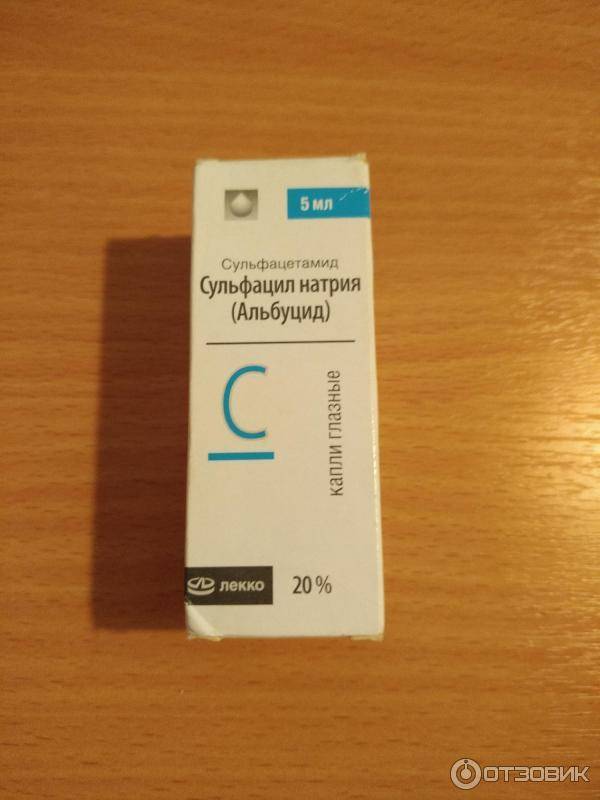 5 мл
Сульфацетамид
Сульфацил натрия
(Альбуцид)
С
капли глазные
лекко
20%
ОТЗОВИК